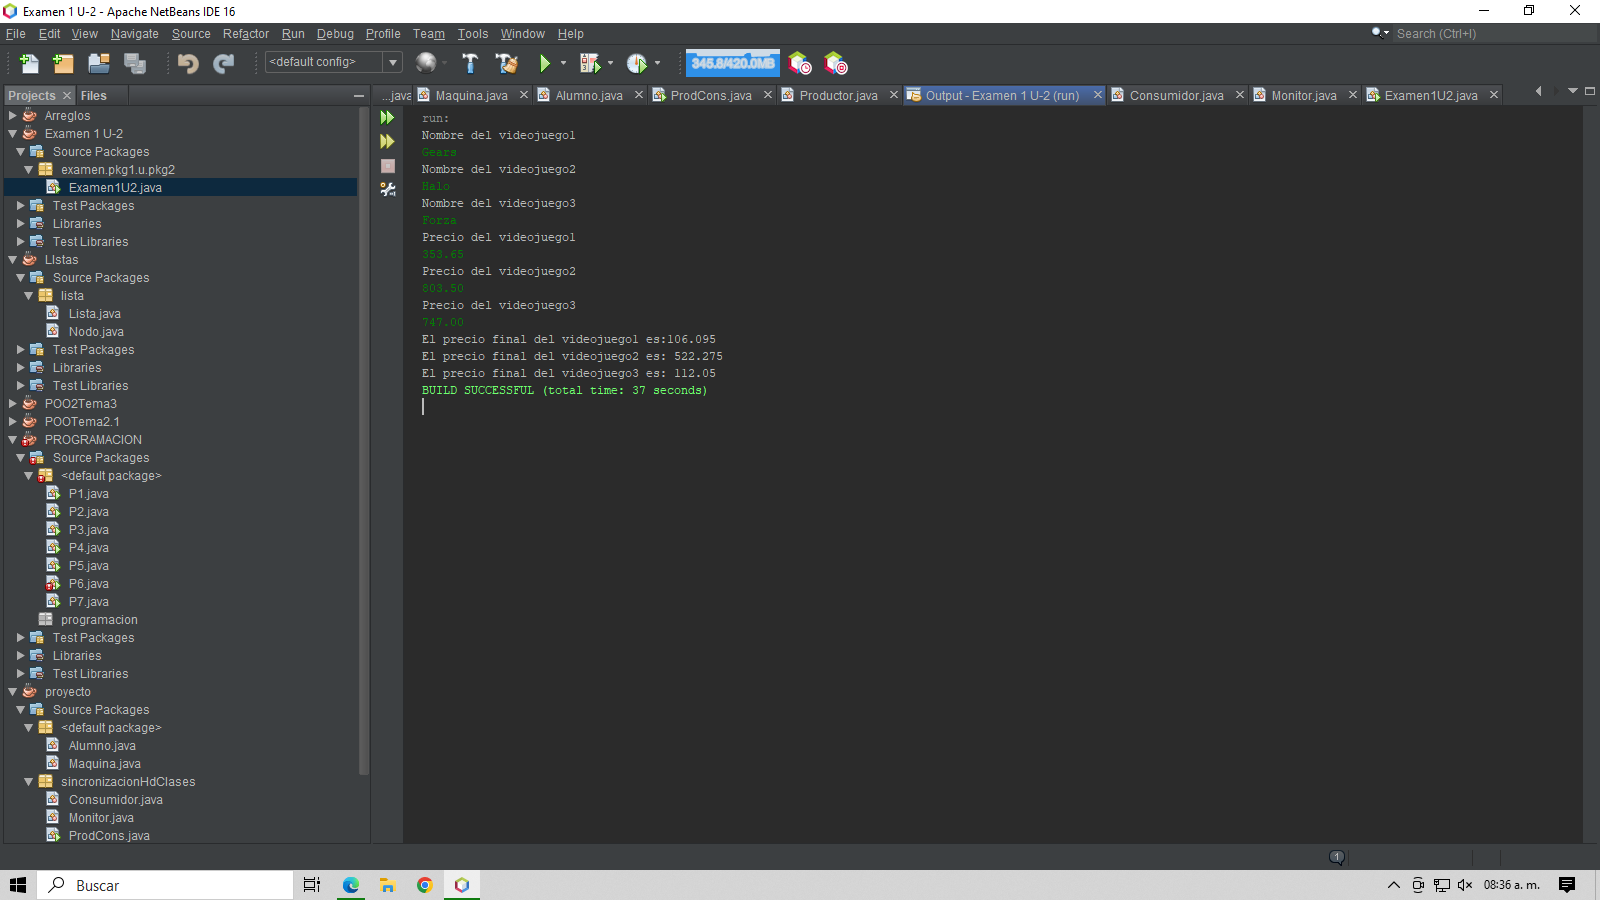 Examen 1 U-2 - Apache NetBeans IDE 16
File Edit View Navigate Source Refactor Run Debug Profile Team Tools Window Help
Search (Ctrl+I)
<default config>
345.8/420.0MB
Projects Files
...java Maquina.java Alumno.java ProdCons.java Productor.java Output - Examen 1 U-2 (run) Consumidor.java Monitor.java Examen1U2.java
Arreglos
Examen 1 U-2
Source Packages
examen.pkg1.u.pkg2
Examen1U2.java
Test Packages
Libraries
Test Libraries
LIstas
Source Packages
lista
Lista.java
Nodo.java
Test Packages
Libraries
Test Libraries
POO2Tema3
POOTema2.1
PROGRAMACION
Source Packages
<default package>
P1.java
P2.java
P3.java
P4.java
P5.java
P6.java
P7.java
programacion
Test Packages
Libraries
Test Libraries
proyecto
Source Packages
<default package>
Alumno.java
Maquina.java
sincronizacionHdClases
Consumidor.java
Monitor.java
ProdCons.java
run:
Nombre del videojuego1
Gears
Nombre del videojuego2
Halo
Nombre del videojuego3
Forza
Precio del videojuego1
353.65
Precio del videojuego2
803.50
Precio del videojuego3
747.00
El precio final del videojuego1 es:106.095
El precio final del videojuego2 es: 522.275
El precio final del videojuego3 es: 112.05
BUILD SUCCESSFUL (total time: 37 seconds)
1
Buscar
08:36 a. m.